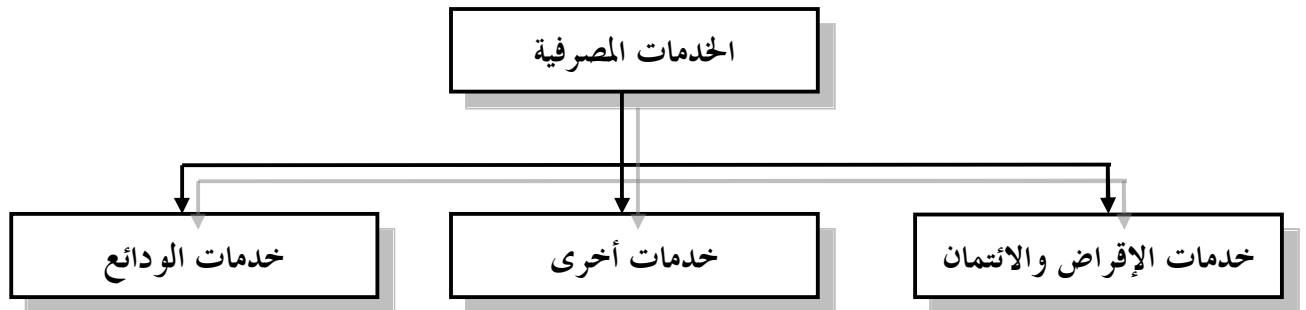 الخدمات المصرفية
خدمات الإقراض والائتمان
خدمات أخرى
خدمات الودائع